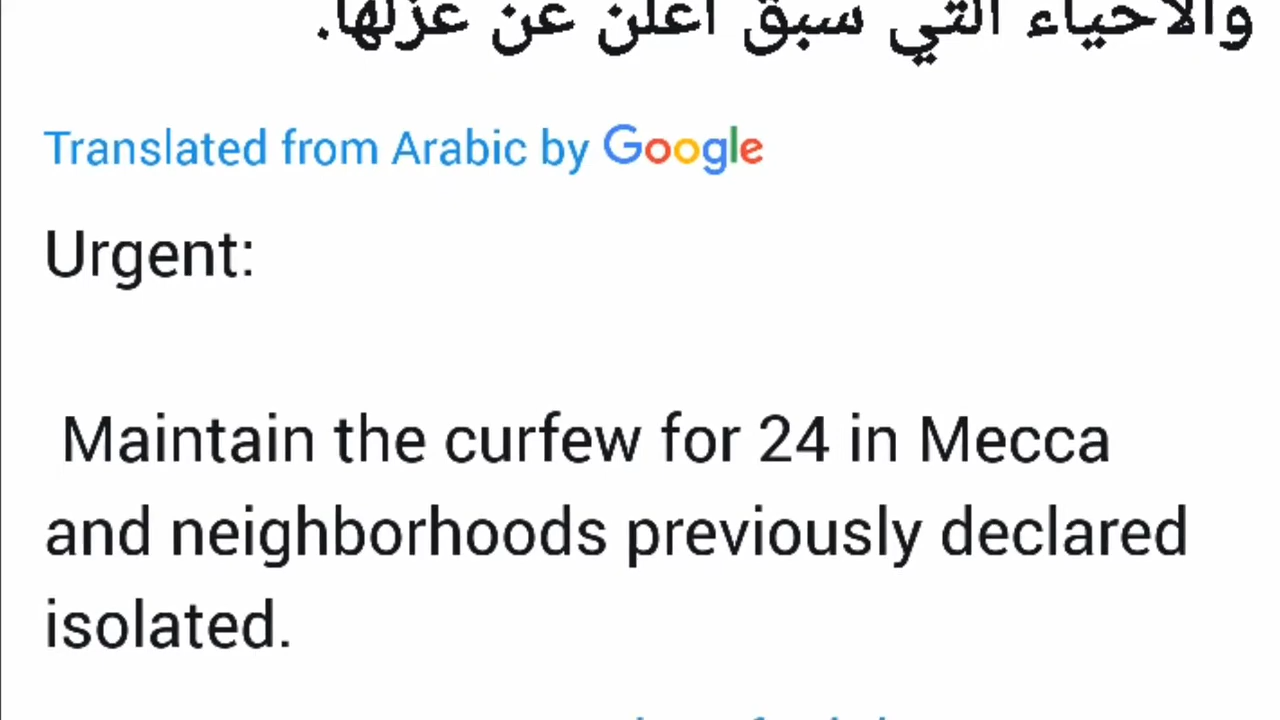 والأحياء التي سبق أعلن عن عزلها.
Translated from Arabic by Google
Urgent:
Maintain the curfew for 24 in Mecca
and neighborhoods previously declared
isolated.